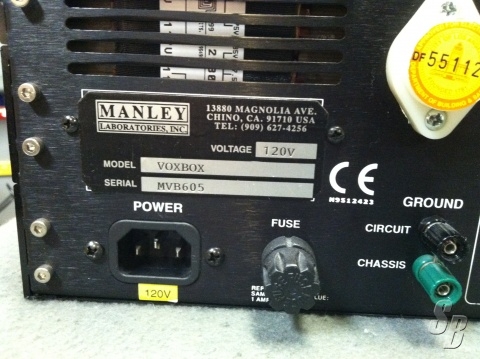 DF 55112
MANLEY
LABORATORIES, INC
13880 MAGNOLIA AVE.
CHINO, CA. 91710 USA
TEL: (909) 627-4256
VOLTAGE 120V
MODEL VOXBOX
SERIAL MVB605
CE
N9512423
POWER
FUSE
GROUND
CIRCUIT
CHASSIS
120V
SB